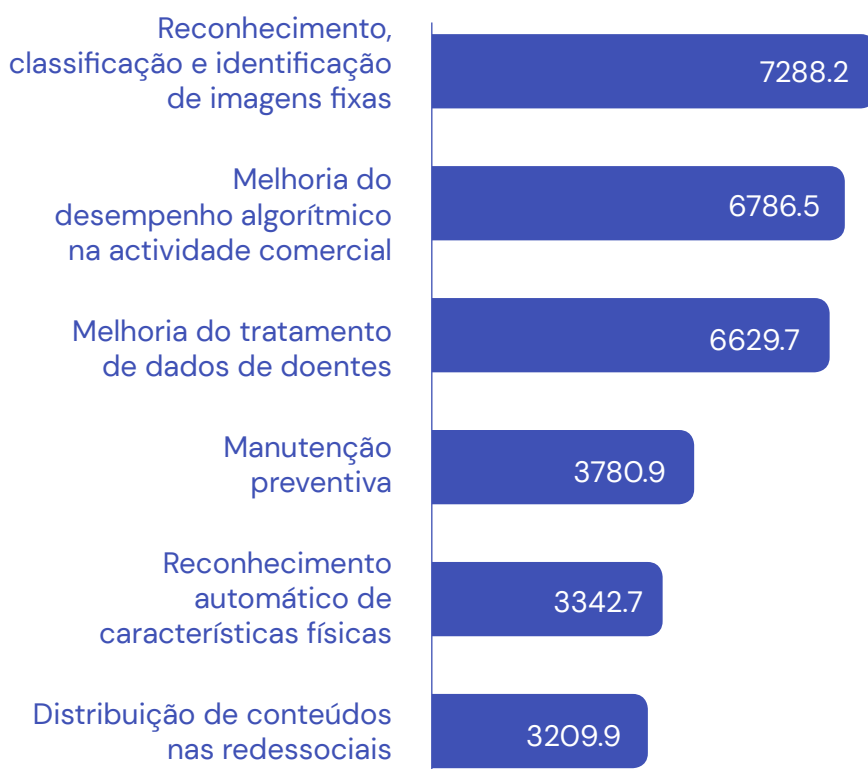 Reconhecimento,
classificação e identificação
de imagens fixas
7288.2
Melhoria do
desempenho algorítmico
na actividade comercial
6786.5
Melhoria do tratamento
de dados de doentes
6629.7
Manutenção
preventiva
3780.9
Reconhecimento
automático de
características físicas
3342.7
Distribuição de conteúdos
nas redessociais
3209.9